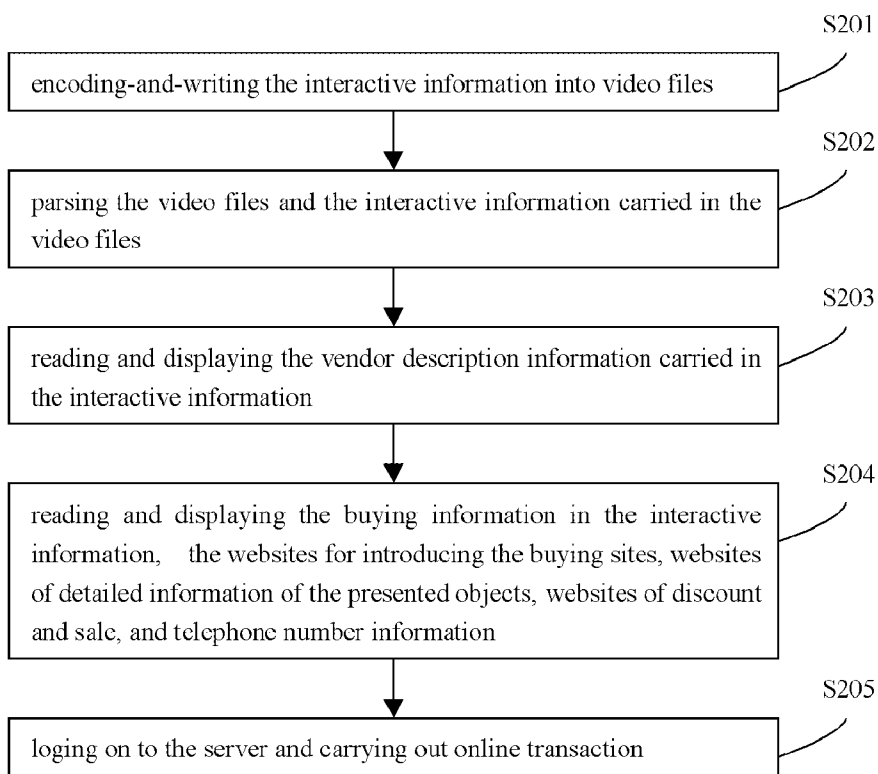 S201
encoding-and-writing the interactive information into video files
S202
parsing the video files and the interactive information carried in the
video files
S203
reading and displaying the vendor description information carried in
the interactive information
S204
reading and displaying the buying information in the interactive
information, the websites for introducing the buying sites, websites
of detailed information of the presented objects, websites of discount
and sale, and telephone number information
S205
loging on to the server and carrying out online transaction